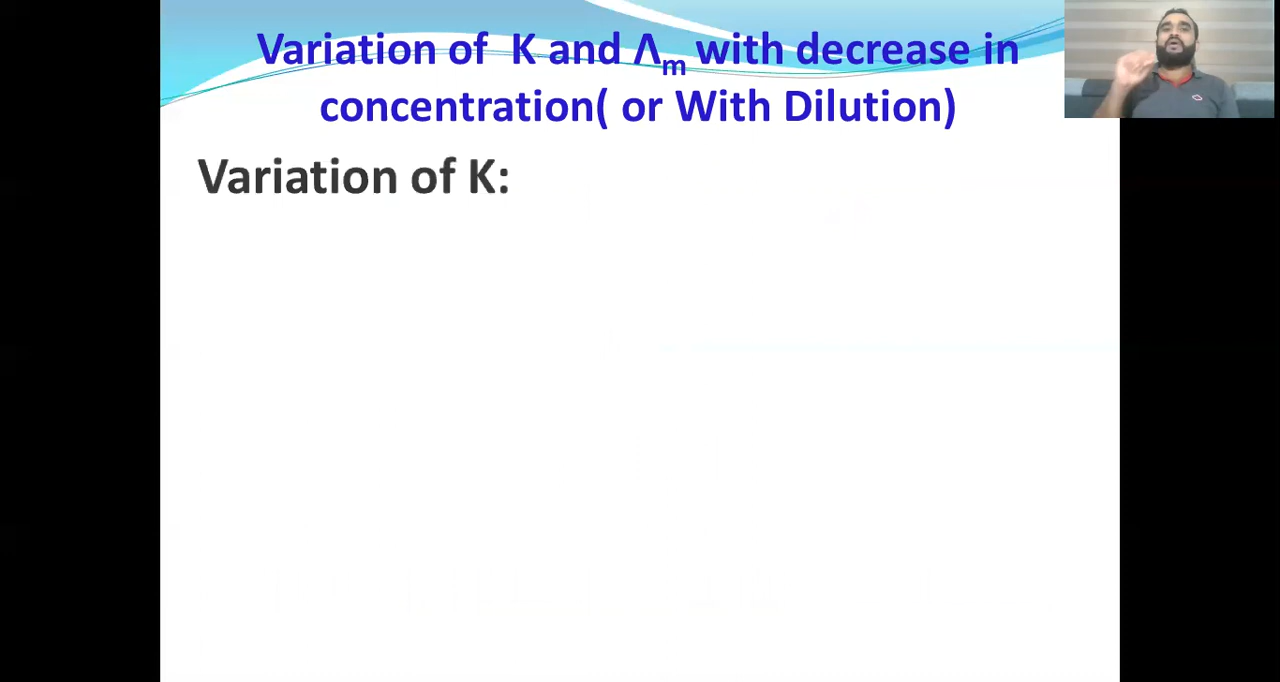 Variation of K and Λm with decrease in
concentration( or With Dilution)
Variation of K: